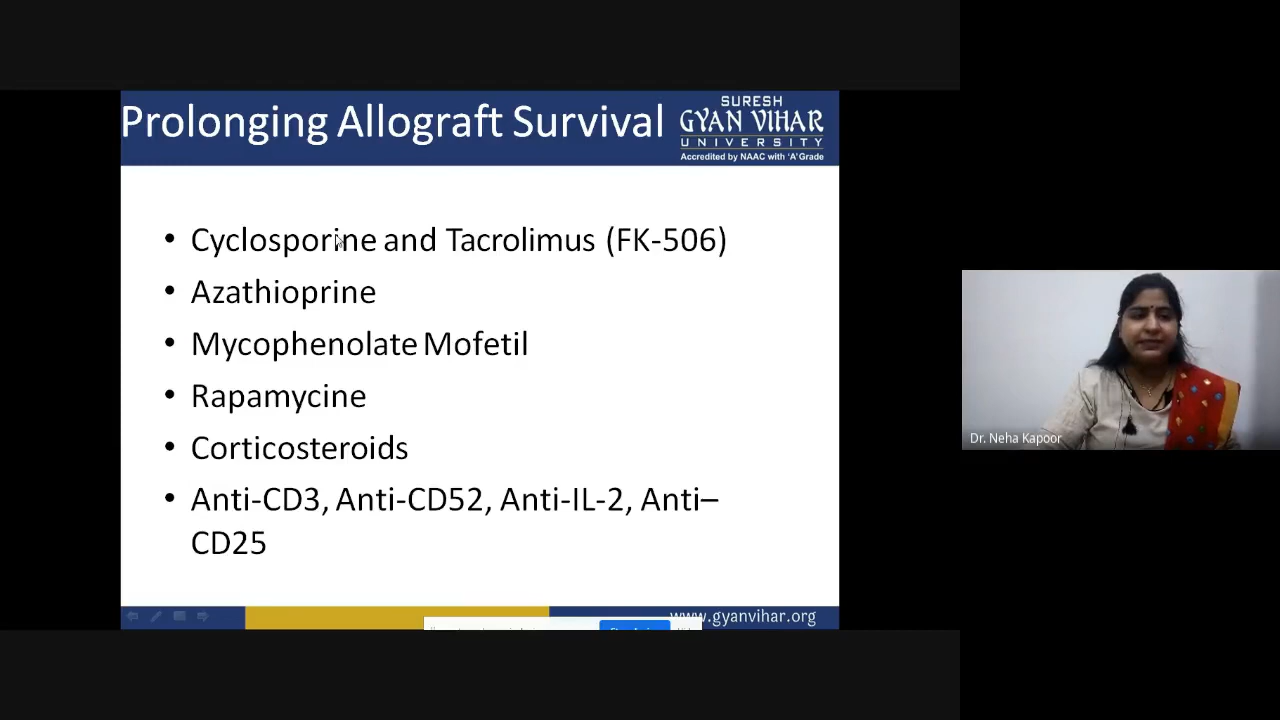 Prolonging Allograft Survival
SURESH
GYAN VIHAR
UNIVERSITY
Accredited by NAAC with 'A' Grade
• Cyclosporine and Tacrolimus (FK-506)
• Azathioprine
• Mycophenolate Mofetil
• Rapamycine
• Corticosteroids
• Anti-CD3, Anti-CD52, Anti-IL-2, Anti–
CD25
www.gyanvihar.org
Dr. Neha Kapoor